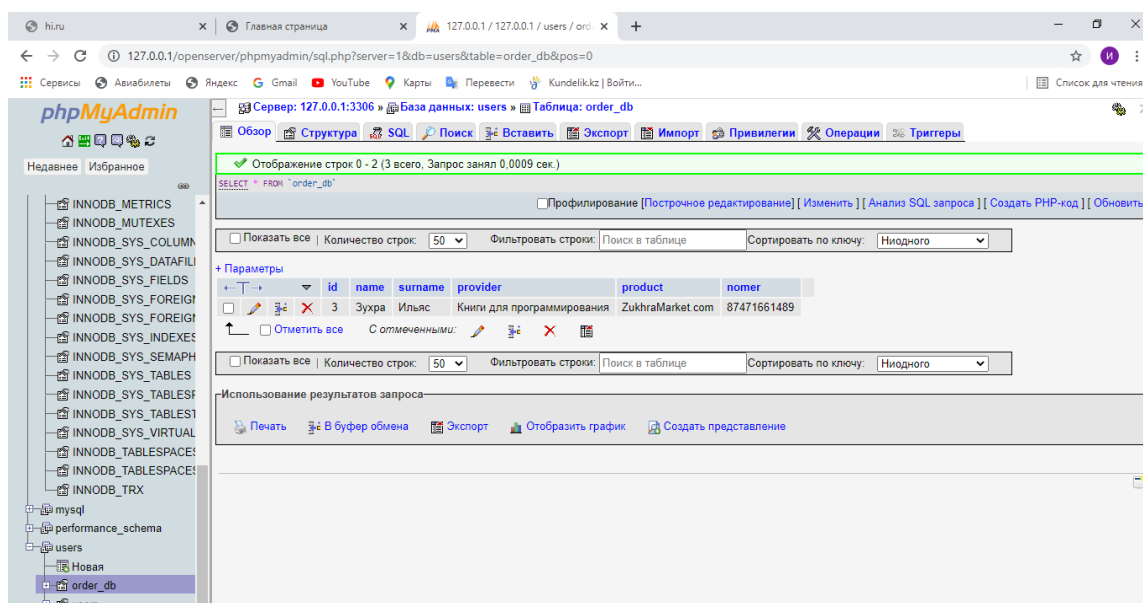 hi.ru
Главная страница
127.0.0.1 / 127.0.0.1 / users / ord
127.0.0.1/openserver/phpmyadmin/sql.php?server=1&db=users&table=order_db&pos=0
И
Сервисы Авиабилеты Яндекс Gmail YouTube Карты Перевести Kundelik.kz | Войти... Список для чтения
phpMyAdmin
Недавнее Избранное
INNODB_METRICS
INNODB_MUTEXES
INNODB_SYS_COLUMN
INNODB_SYS_DATAFIL
INNODB_SYS_FIELDS
INNODB_SYS_FOREIGN
INNODB_SYS_FOREIGN
INNODB_SYS_INDEXES
INNODB_SYS_SEMAPH
INNODB_SYS_TABLES
INNODB_SYS_TABLESP
INNODB_SYS_TABLEST
INNODB_SYS_VIRTUAL
INNODB_TABLESPACES
INNODB_TABLESPACES
INNODB_TRX
mysql
performance_schema
users
Новая
order_db
Сервер: 127.0.0.1:3306 » База данных: users » Таблица: order_db
Обзор Структура SQL Поиск Вставить Экспорт Импорт Привилегии Операции Триггеры
Отображение строк 0 - 2 (3 всего, Запрос занял 0,0009 сек.)
SELECT * FROM `order_db`
Профилирование [Построчное редактирование] [ Изменить ] [ Анализ SQL запроса ] [ Создать PHP-код ] [ Обновить
Показать все | Количество строк: 50 Фильтровать строки: Поиск в таблице Сортировать по ключу: Ниодного
+ Параметры
←T→ id name surname provider product nomer
3 Зухра Ильяс Книги для программирования ZukhraMarket.com 87471661489
Отметить все С отмеченными:
Показать все | Количество строк: 50 Фильтровать строки: Поиск в таблице Сортировать по ключу: Ниодного
Использование результатов запроса
Печать В буфер обмена Экспорт Отобразить график Создать представление